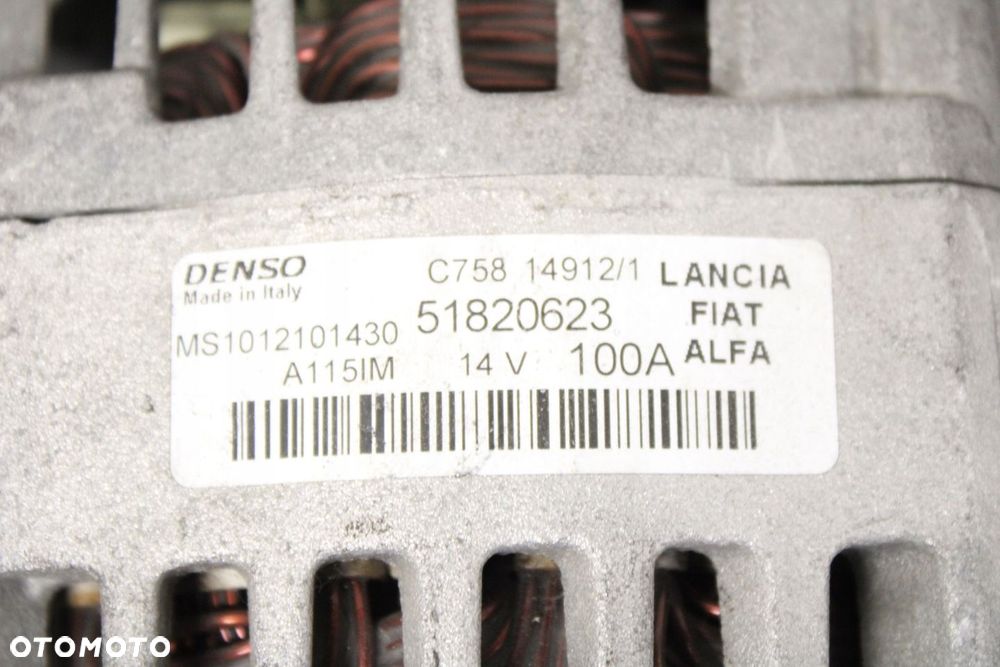 DENSO
Made in Italy
C758 14912/1
LANCIA
51820623
FIAT
MS1012101430
ALFA
A115IM 14 V 100A
OTOMOTO